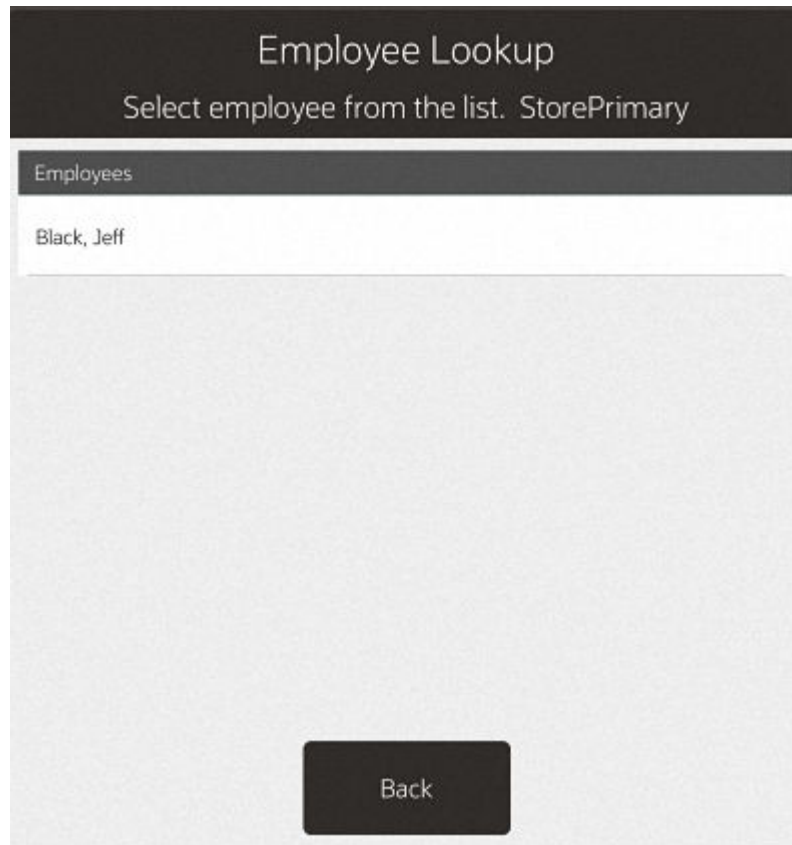 Employee Lookup
Select employee from the list.  StorePrimary
Employees
Black, Jeff
Back